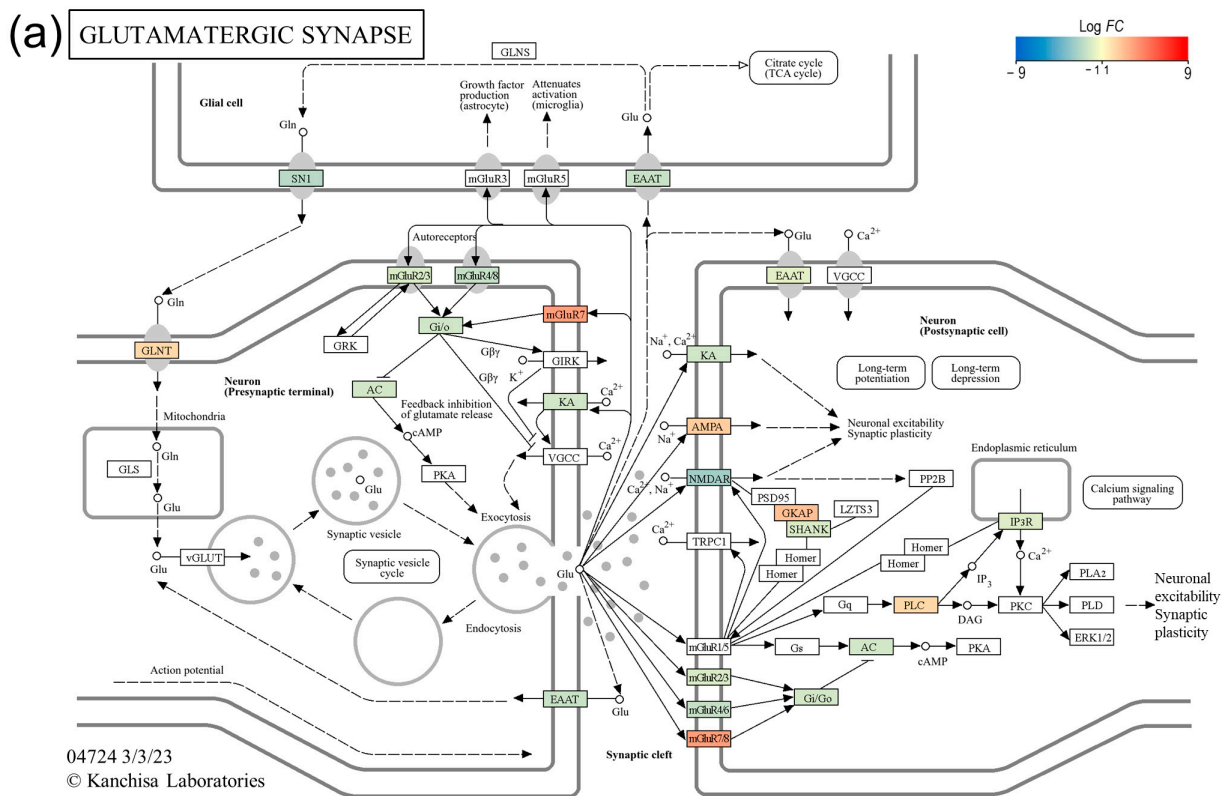 (a) GLUTAMATERGIC SYNAPSE
Log FC
−9 −1 1 9
GLNS
Citrate cycle
(TCA cycle)
Glial cell
Growth factor
production
(astrocyte)
Attenuates
activation
(microglia)
Gln
Glu
SN1
mGluR3
mGluR5
EAAT
Autoreceptors
Glu
Ca2+
mGluR2/3
mGluR4/8
EAAT
VGCC
Gln
GLNT
Gi/o
mGluR7
GRK
Neuron
(Postsynaptic cell)
Na+, Ca2+
KA
Gβγ
GIRK
Neuron
(Presynaptic terminal)
AC
Gβγ
K+
Long-term
potentiation
Long-term
depression
Ca2+
KA
Feedback inhibition
of glutamate release
Mitochondria
cAMP
AMPA
Na+
Neuronal excitability
Synaptic plasticity
Ca2+
VGCC
Gln
GLS
PKA
Glu
NMDAR
Ca2+, Na+
PP2B
Endoplasmic reticulum
Glu
PSD95
GKAP
LZTS3
SHANK
Calcium signaling
pathway
Exocytosis
Synaptic vesicle
Ca2+
TRPC1
IP3R
Homer
Homer
Homer
Homer
Ca2+
vGLUT
Glu
Synaptic vesicle
cycle
Glu
IP3
PLA2
Gq
PLC
DAG
PKC
PLD
Neuronal
excitability
Synaptic
plasticity
Endocytosis
ERK1/2
mGluR1/5
Gs
AC
cAMP
PKA
Action potential
mGluR2/3
EAAT
Glu
Gi/Go
mGluR4/6
mGluR7/8
Synaptic cleft
04724 3/3/23
© Kanchisa Laboratories